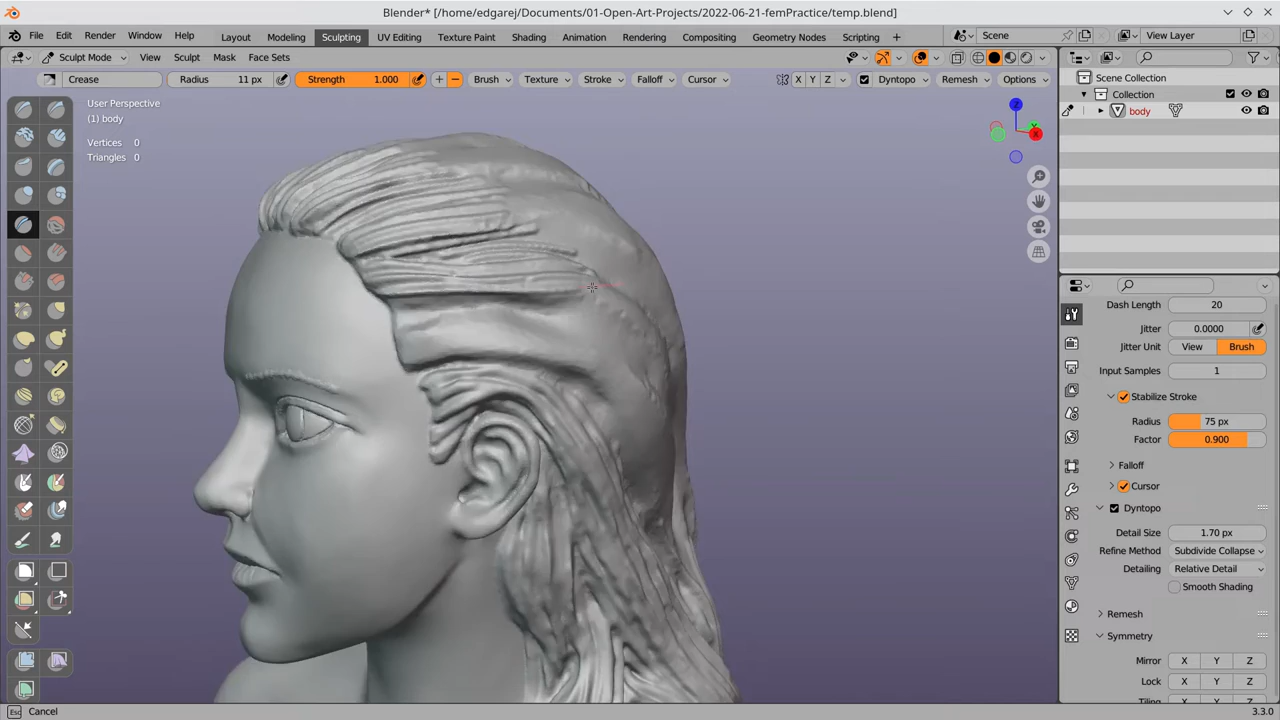 Blender* [/home/edgarej/Documents/01-Open-Art-Projects/2022-06-21-femPractice/temp.blend]
File Edit Render Window Help Layout Modeling Sculpting UV Editing Texture Paint Shading Animation Rendering Compositing Geometry Nodes Scripting + Scene View Layer
Sculpt Mode View Sculpt Mask Face Sets
Crease Radius 11 px Strength 1.000 + − Brush Texture Stroke Falloff Cursor X Y Z Dyntopo Remesh Options
User Perspective
(1) body
Vertices 0
Triangles 0
Z
Y
X
Scene Collection
Collection
body
Dash Length 20
Jitter 0.0000
Jitter Unit View Brush
Input Samples 1
Stabilize Stroke
Radius 75 px
Factor 0.900
Falloff
Cursor
Dyntopo
Detail Size 1.70 px
Refine Method Subdivide Collapse
Detailing Relative Detail
Smooth Shading
Remesh
Symmetry
Mirror X Y Z
Lock X Y Z
Tiling
Esc Cancel
3.3.0